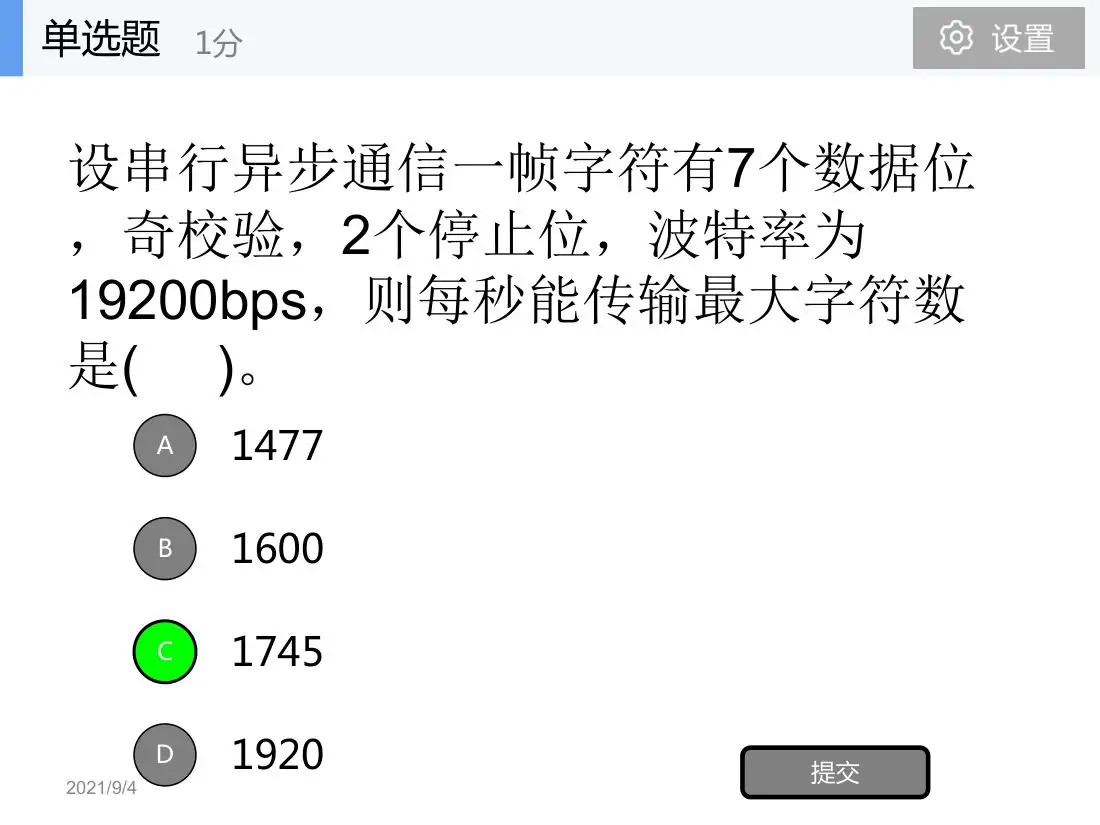 单选题 1分
设置
设串行异步通信一帧字符有7个数据位
，奇校验，2个停止位，波特率为
19200bps，则每秒能传输最大字符数
是( )。
A 1477
B 1600
C 1745
D 1920
2021/9/4
提交